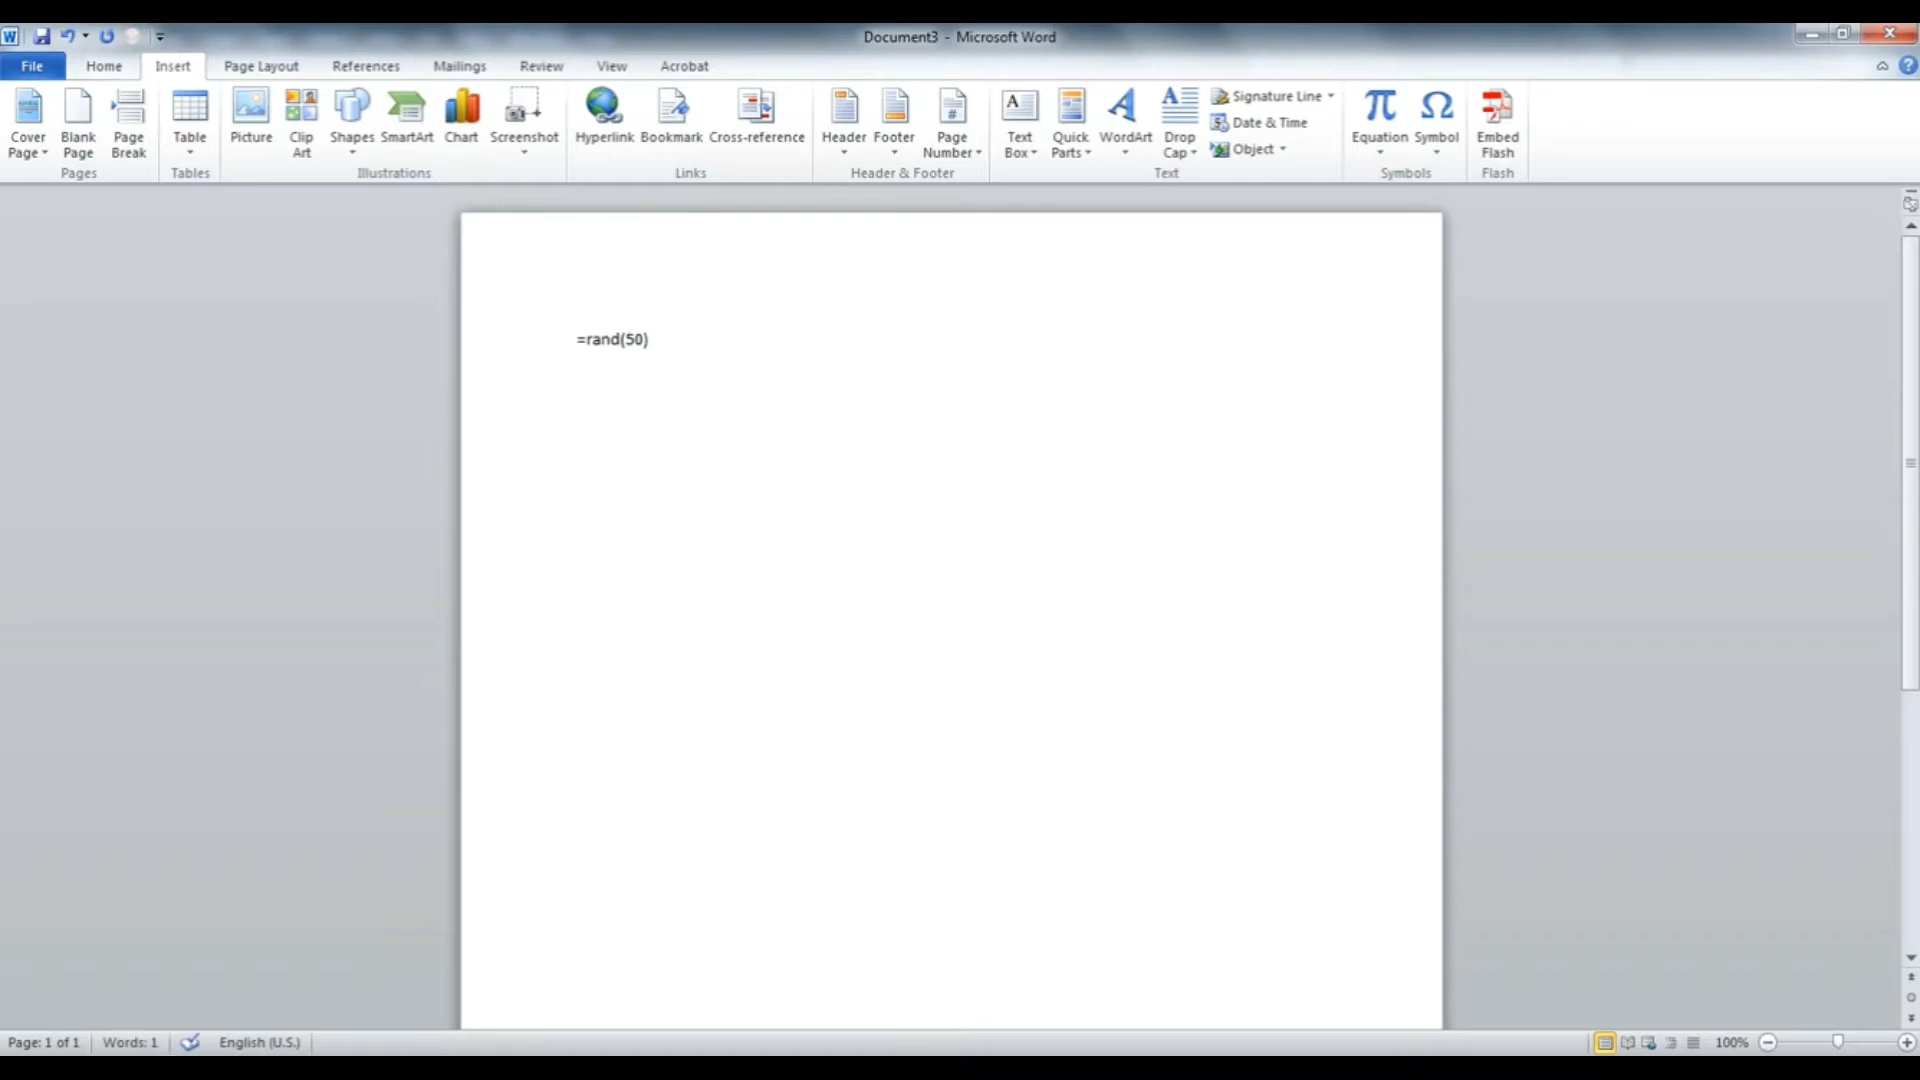 Document3 - Microsoft Word
File Home Insert Page Layout References Mailings Review View Acrobat
Cover Page Blank Page Page Break Table Picture Clip Art Shapes SmartArt Chart Screenshot Hyperlink Bookmark Cross-reference Header Footer Page Number Text Box Quick Parts WordArt Drop Cap Signature Line Date & Time Object Equation Symbol Embed Flash
Pages Tables Illustrations Links Header & Footer Text Symbols Flash
=rand(50)
Page: 1 of 1 Words: 1 English (U.S.) 100%